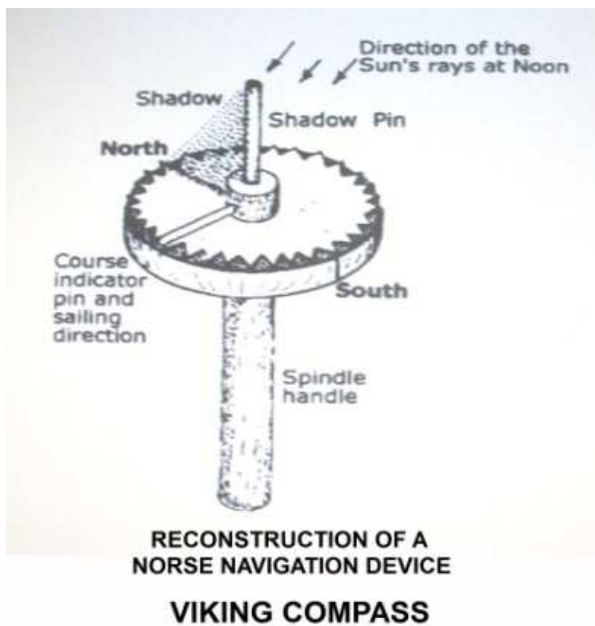 Direction of the
Sun's rays at Noon
Shadow
Shadow Pin
North
Course
indicator
pin and
sailing
direction
South
Spindle
handle
RECONSTRUCTION OF A
NORSE NAVIGATION DEVICE
VIKING COMPASS